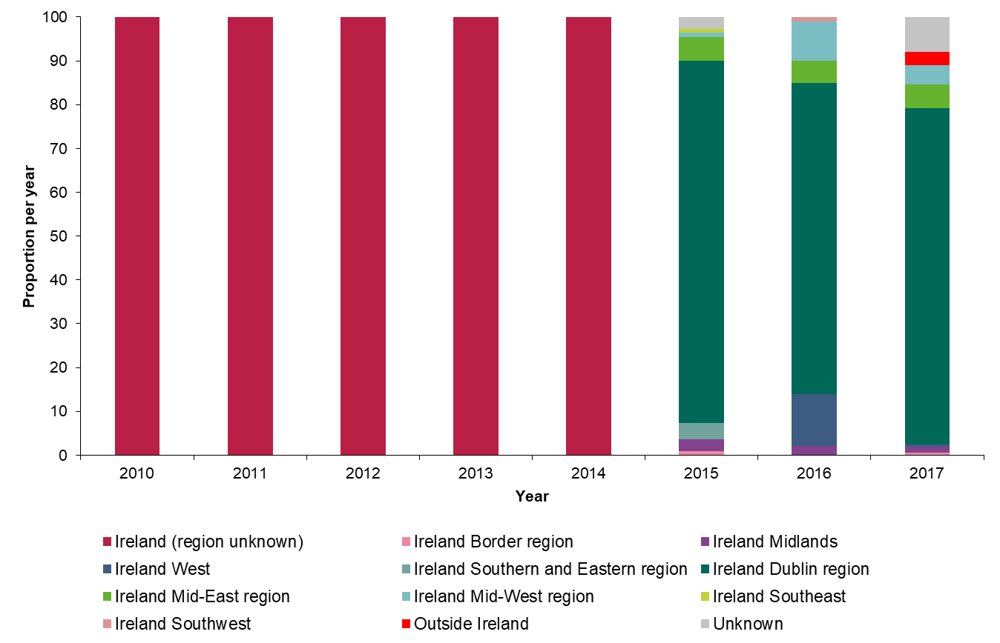 100
90
80
70
60
50
40
30
20
10
0
Proportion per year
2010 2011 2012 2013 2014 2015 2016 2017
Year
Ireland (region unknown) Ireland Border region Ireland Midlands
Ireland West Ireland Southern and Eastern region Ireland Dublin region
Ireland Mid-East region Ireland Mid-West region Ireland Southeast
Ireland Southwest Outside Ireland Unknown